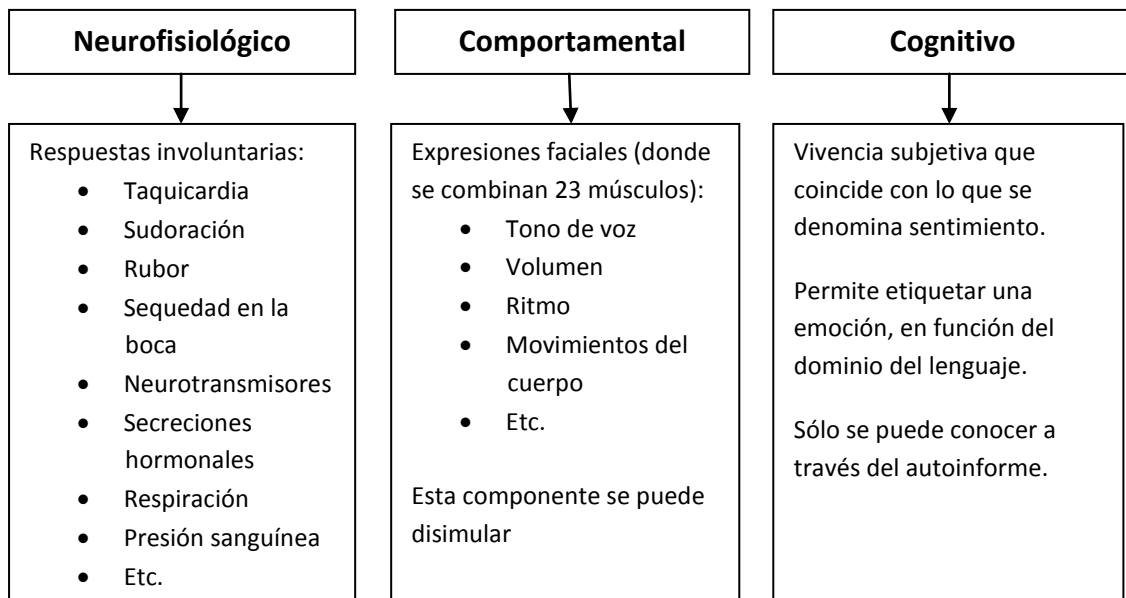 Neurofisiológico
Respuestas involuntarias:
• Taquicardia
• Sudoración
• Rubor
• Sequedad en la
boca
• Neurotransmisores
• Secreciones
hormonales
• Respiración
• Presión sanguínea
• Etc.
Comportamental
Expresiones faciales (donde
se combinan 23 músculos):
• Tono de voz
• Volumen
• Ritmo
• Movimientos del
cuerpo
• Etc.
Esta componente se puede
disimular
Cognitivo
Vivencia subjetiva que
coincide con lo que se
denomina sentimiento.
Permite etiquetar una
emoción, en función del
dominio del lenguaje.
Sólo se puede conocer a
través del autoinforme.